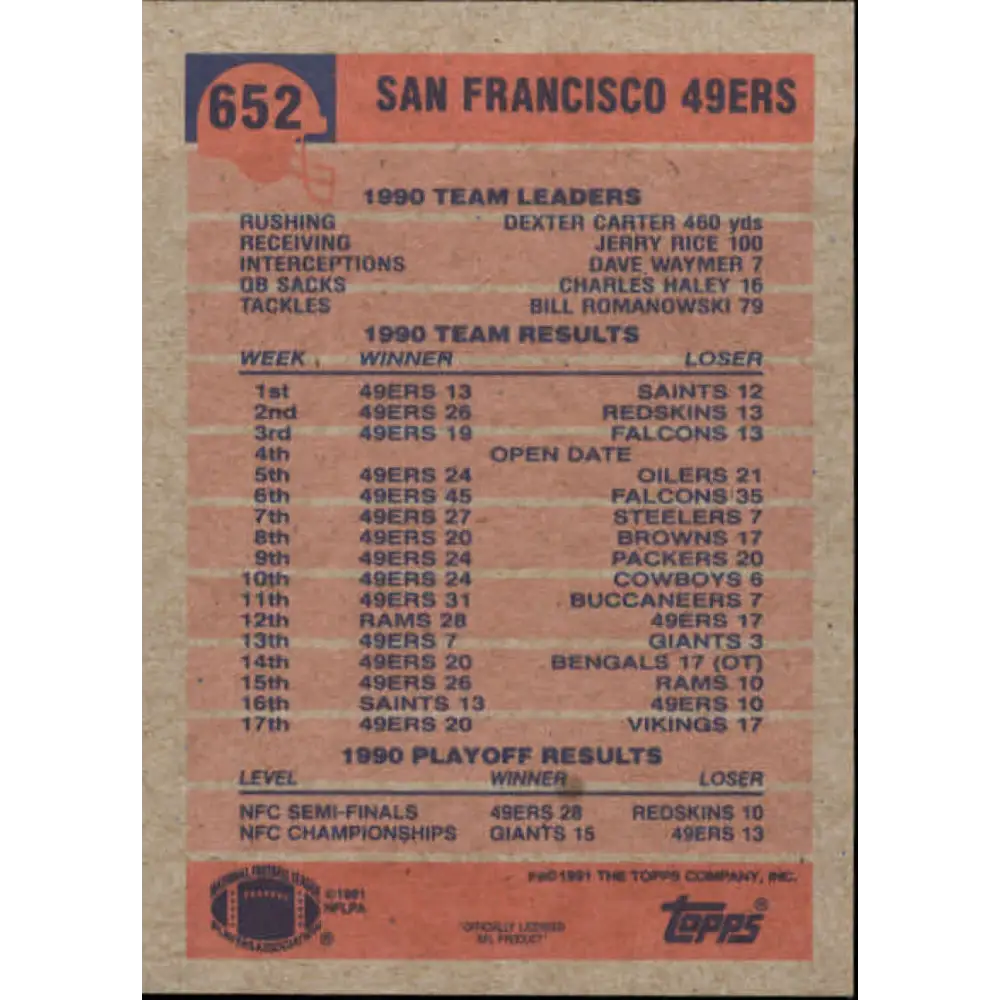 652 SAN FRANCISCO 49ERS
1990 TEAM LEADERS
RUSHING DEXTER CARTER 460 yds
RECEIVING JERRY RICE 100
INTERCEPTIONS DAVE WAYMER 7
QB SACKS CHARLES HALEY 16
TACKLES BILL ROMANOWSKI 79
1990 TEAM RESULTS
WEEK WINNER LOSER
1st 49ERS 13 SAINTS 12
2nd 49ERS 26 REDSKINS 13
3rd 49ERS 19 FALCONS 13
4th OPEN DATE
5th 49ERS 24 OILERS 21
6th 49ERS 45 FALCONS 35
7th 49ERS 27 STEELERS 7
8th 49ERS 20 BROWNS 17
9th 49ERS 24 PACKERS 20
10th 49ERS 24 COWBOYS 6
11th 49ERS 31 BUCCANEERS 7
12th RAMS 28 49ERS 17
13th 49ERS 7 GIANTS 3
14th 49ERS 20 BENGALS 17 (OT)
15th 49ERS 26 RAMS 10
16th SAINTS 13 49ERS 10
17th 49ERS 20 VIKINGS 17
1990 PLAYOFF RESULTS
LEVEL WINNER LOSER
NFC SEMI-FINALS 49ERS 28 REDSKINS 10
NFC CHAMPIONSHIPS GIANTS 15 49ERS 13
©1991 THE TOPPS COMPANY, INC.
NATIONAL FOOTBALL LEAGUE
PLAYERS ASSOCIATION
©1991
NFLPA
®
"OFFICIALLY LICENSED
NFL PRODUCT"
topps®